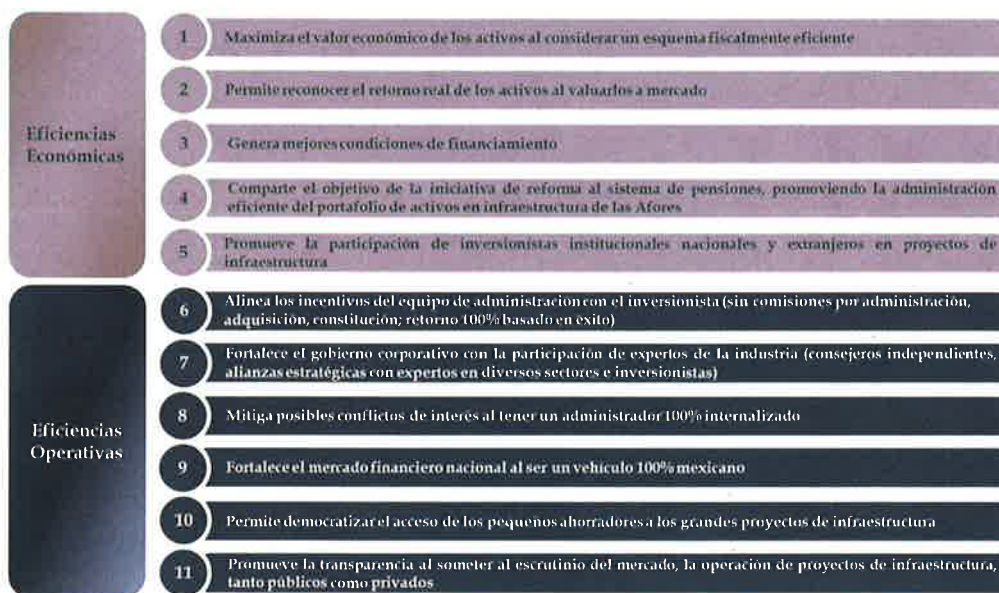 Eficiencias
Económicas
1
Maximiza el valor económico de los activos al considerar un esquema fiscalmente eficiente
2
Permite reconocer el retorno real de los activos al valuarlos a mercado
3
Genera mejores condiciones de financiamiento
4
Comparte el objetivo de la iniciativa de reforma al sistema de pensiones, promoviendo la administración
eficiente del portafolio de activos en infraestructura de las Afores
5
Promueve la participación de inversionistas institucionales nacionales y extranjeros en proyectos de
infraestructura
Eficiencias
Operativas
6
Alinea los incentivos del equipo de administración con el inversionista (sin comisiones por administración,
adquisición, constitución; retorno 100% basado en éxito)
7
Fortalece el gobierno corporativo con la participación de expertos de la industria (consejeros independientes,
alianzas estratégicas con expertos en diversos sectores e inversionistas)
8
Mitiga posibles conflictos de interés al tener un administrador 100% internalizado
9
Fortalece el mercado financiero nacional al ser un vehículo 100% mexicano
10
Permite democratizar el acceso de los pequeños ahorradores a los grandes proyectos de infraestructura
11
Promueve la transparencia al someter al escrutinio del mercado, la operación de proyectos de infraestructura,
tanto públicos como privados